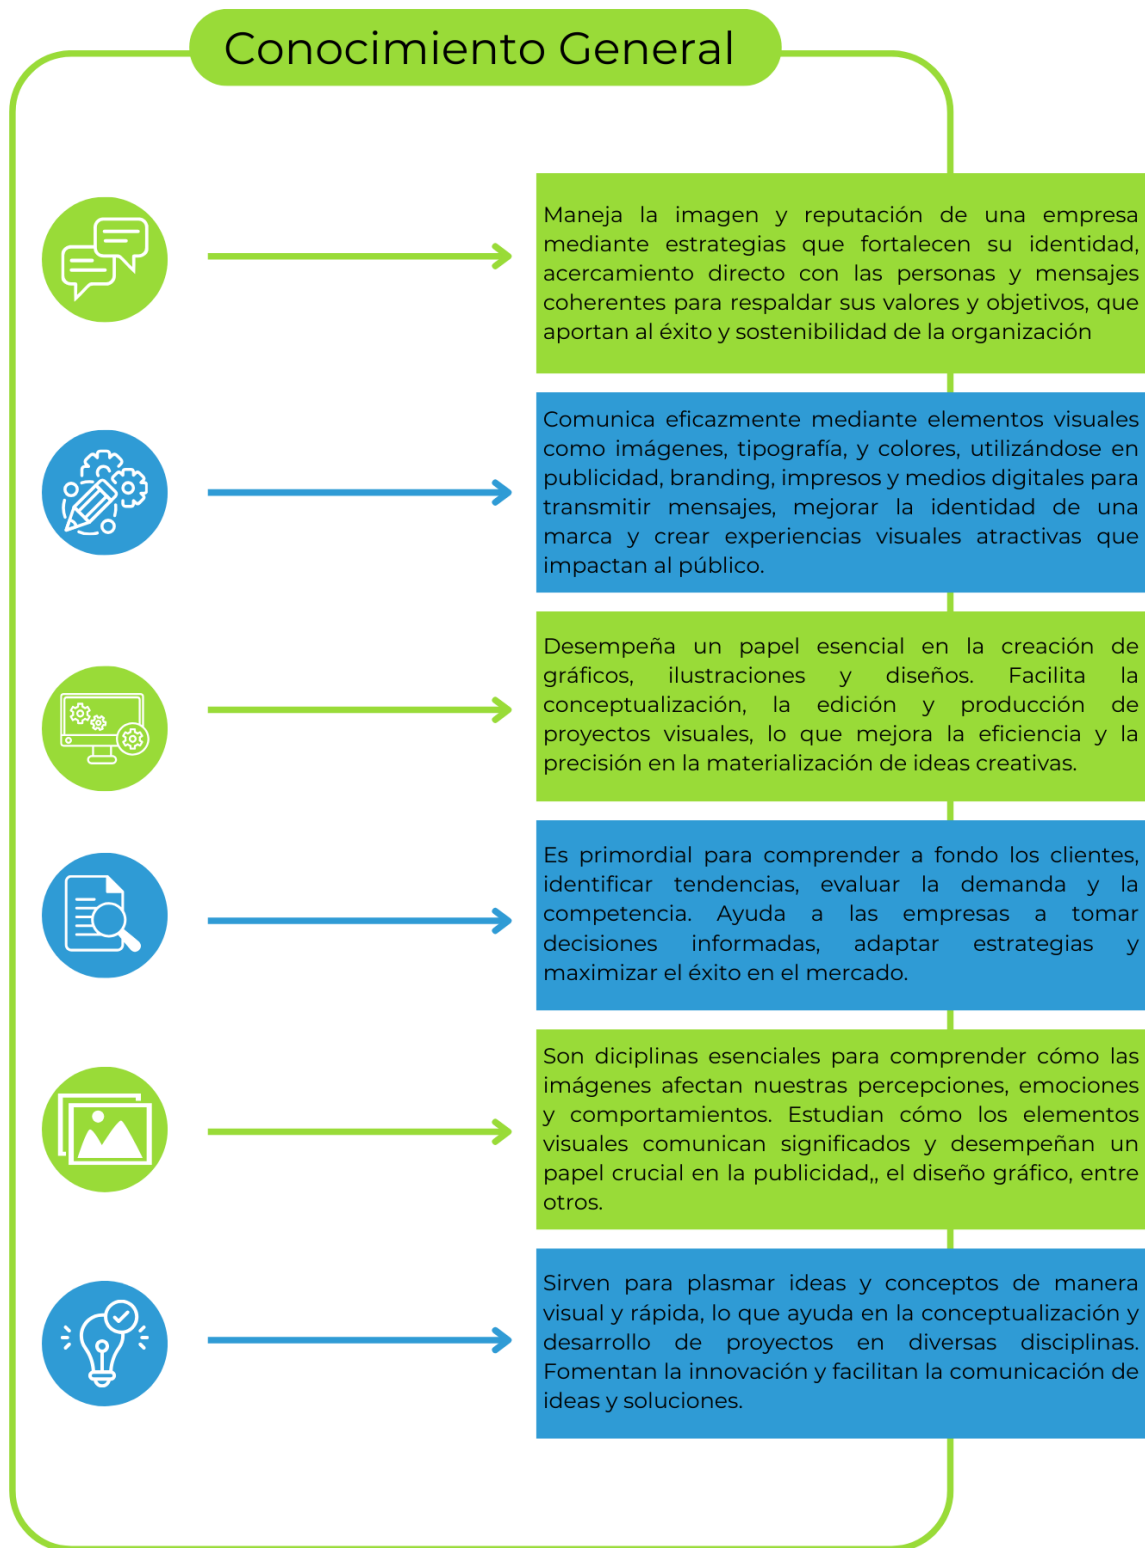 Conocimiento General
Maneja la imagen y reputación de una empresa
mediante estrategias que fortalecen su identidad,
acercamiento directo con las personas y mensajes
coherentes para respaldar sus valores y objetivos, que
aportan al éxito y sostenibilidad de la organización
Comunica eficazmente mediante elementos visuales
como imágenes, tipografía, y colores, utilizándose en
publicidad, branding, impresos y medios digitales para
transmitir mensajes, mejorar la identidad de una
marca y crear experiencias visuales atractivas que
impactan al público.
Desempeña un papel esencial en la creación de
gráficos, ilustraciones y diseños. Facilita la
conceptualización, la edición y producción de
proyectos visuales, lo que mejora la eficiencia y la
precisión en la materialización de ideas creativas.
Es primordial para comprender a fondo los clientes,
identificar tendencias, evaluar la demanda y la
competencia. Ayuda a las empresas a tomar
decisiones informadas, adaptar estrategias y
maximizar el éxito en el mercado.
Son diciplinas esenciales para comprender cómo las
imágenes afectan nuestras percepciones, emociones
y comportamientos. Estudian cómo los elementos
visuales comunican significados y desempeñan un
papel crucial en la publicidad,, el diseño gráfico, entre
otros.
Sirven para plasmar ideas y conceptos de manera
visual y rápida, lo que ayuda en la conceptualización y
desarrollo de proyectos en diversas disciplinas.
Fomentan la innovación y facilitan la comunicación de
ideas y soluciones.